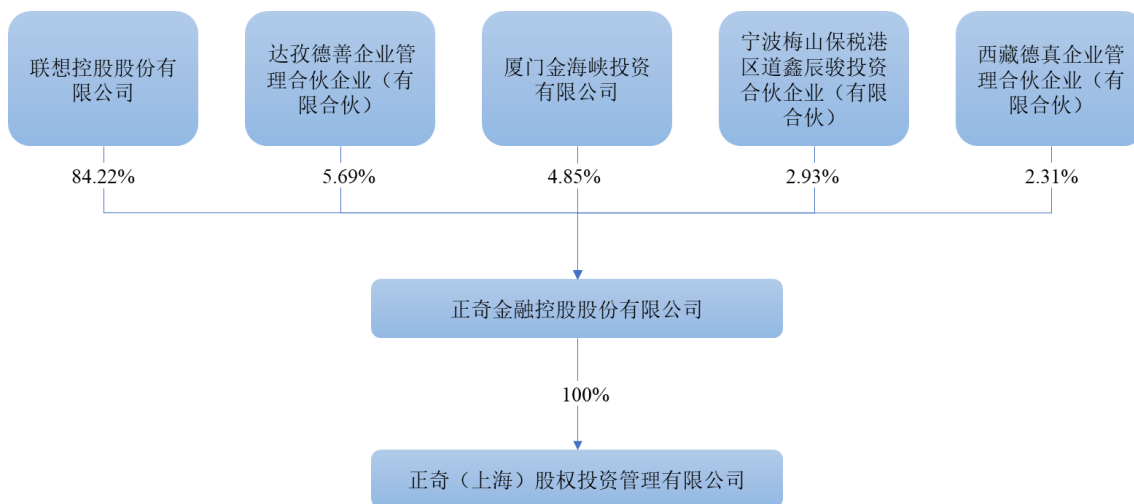 联想控股股份有
限公司
达孜德善企业管
理合伙企业（有
限合伙）
厦门金海峡投资
有限公司
宁波梅山保税港
区道鑫辰骏投资
合伙企业（有限
合伙）
西藏德真企业管
理合伙企业（有
限合伙）
84.22%
5.69%
4.85%
2.93%
2.31%
正奇金融控股股份有限公司
100%
正奇（上海）股权投资管理有限公司